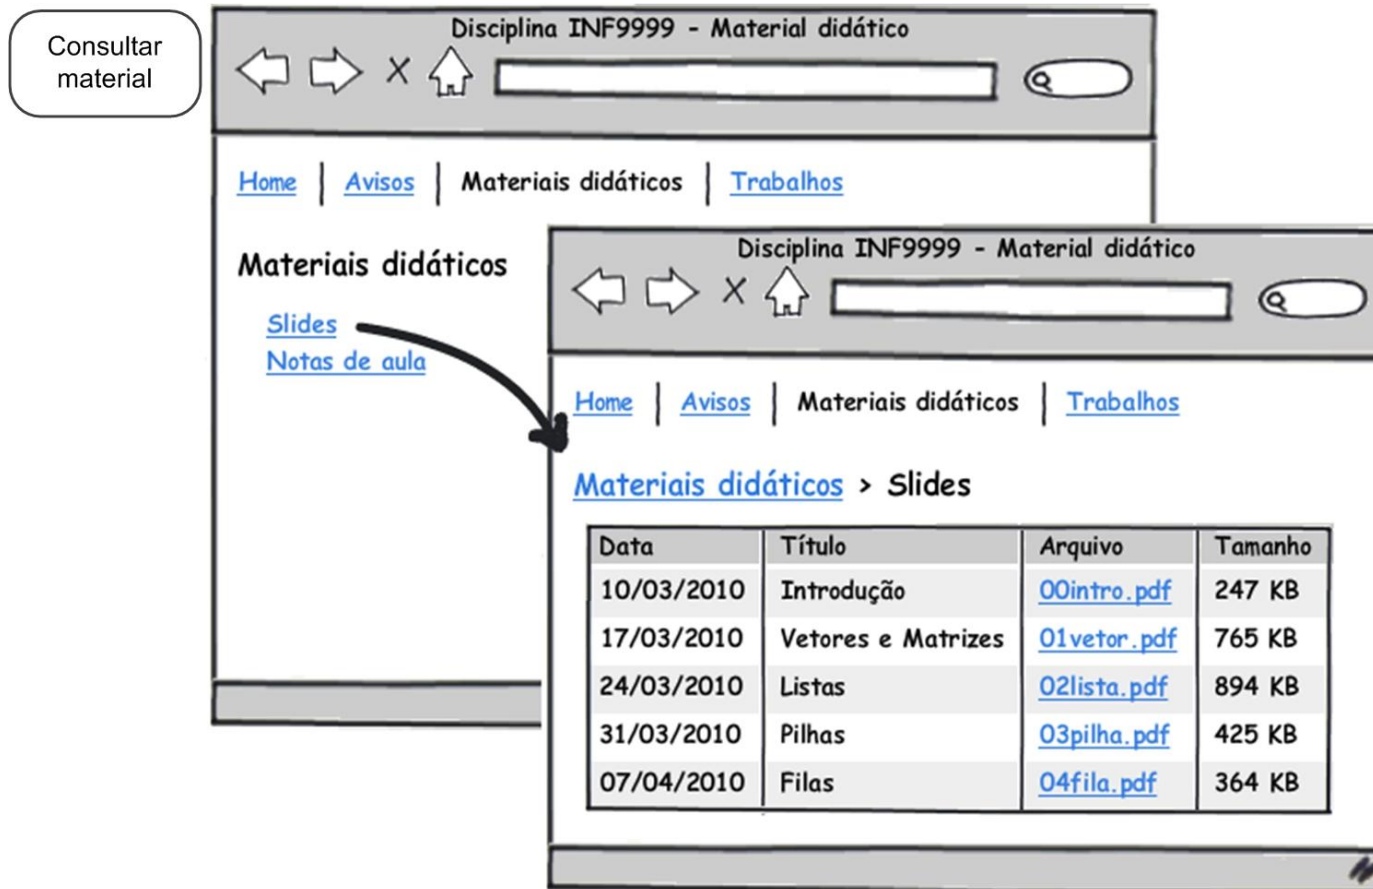 Consultar
material
Disciplina INF9999 - Material didático
Home | Avisos | Materiais didáticos | Trabalhos
Materiais didáticos
Slides
Notas de aula
Disciplina INF9999 - Material didático
Home | Avisos | Materiais didáticos | Trabalhos
Materiais didáticos > Slides
Data Título Arquivo Tamanho
10/03/2010 Introdução 00intro.pdf 247 KB
17/03/2010 Vetores e Matrizes 01vetor.pdf 765 KB
24/03/2010 Listas 02lista.pdf 894 KB
31/03/2010 Pilhas 03pilha.pdf 425 KB
07/04/2010 Filas 04fila.pdf 364 KB